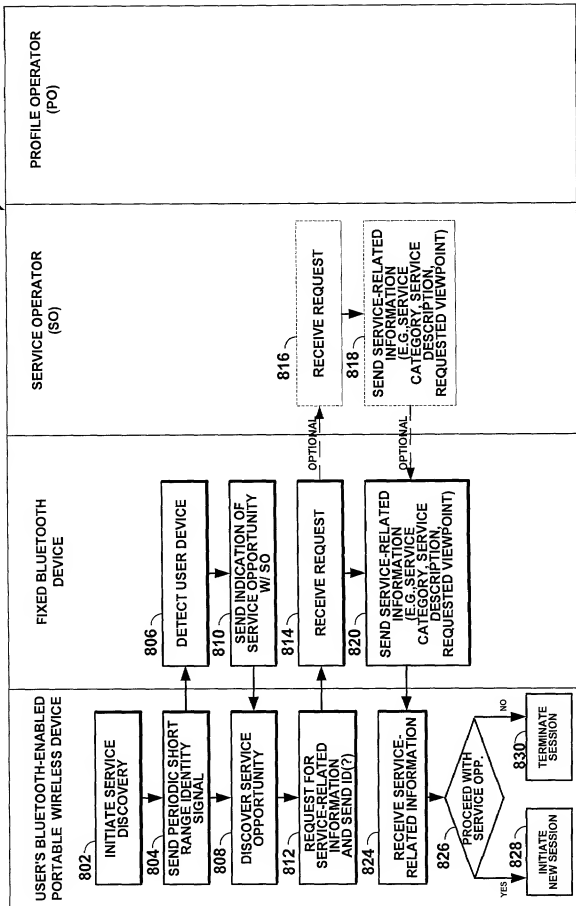 USER'S BLUETOOTH-ENABLED
PORTABLE WIRELESS DEVICE
802
INITIATE SERVICE
DISCOVERY
804
SEND PERIODIC SHORT
RANGE IDENTITY
SIGNAL
808
DISCOVER SERVICE
OPPORTUNITY
812
REQUEST FOR
SERVICE-RELATED
INFORMATION
AND SEND ID(?)
824
RECEIVE SERVICE-
RELATED INFORMATION
826
PROCEED WITH
SERVICE OPP.
YES
NO
828
INITIATE
NEW SESSION
830
TERMINATE
SESSION
FIXED BLUETOOTH
DEVICE
806
DETECT USER DEVICE
810
SEND INDICATION OF
SERVICE OPPORTUNITY
W/ SO
814
RECEIVE REQUEST
820
SEND SERVICE-RELATED
INFORMATION
(E.G.,SERVICE
CATEGORY, SERVICE
DESCRIPTION,
REQUESTED VIEWPOINT)
OPTIONAL
OPTIONAL
SERVICE OPERATOR
(SO)
816
RECEIVE REQUEST
818
SEND SERVICE-RELATED
INFORMATION
(E.G.,SERVICE
CATEGORY, SERVICE
DESCRIPTION,
REQUESTED VIEWPOINT)
PROFILE OPERATOR
(PO)